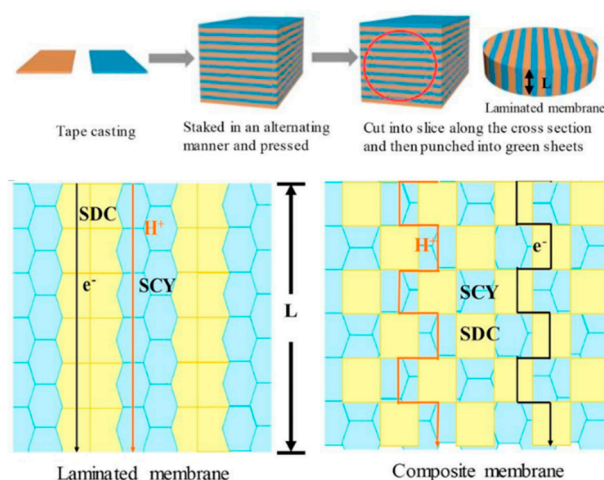 Tape casting
Staked in an alternating
manner and pressed
Cut into slice along the cross section
and then punched into green sheets
L
Laminated membrane
SDC
H+
e-
SCY
L
Laminated membrane
H+
e-
SCY
SDC
Composite membrane